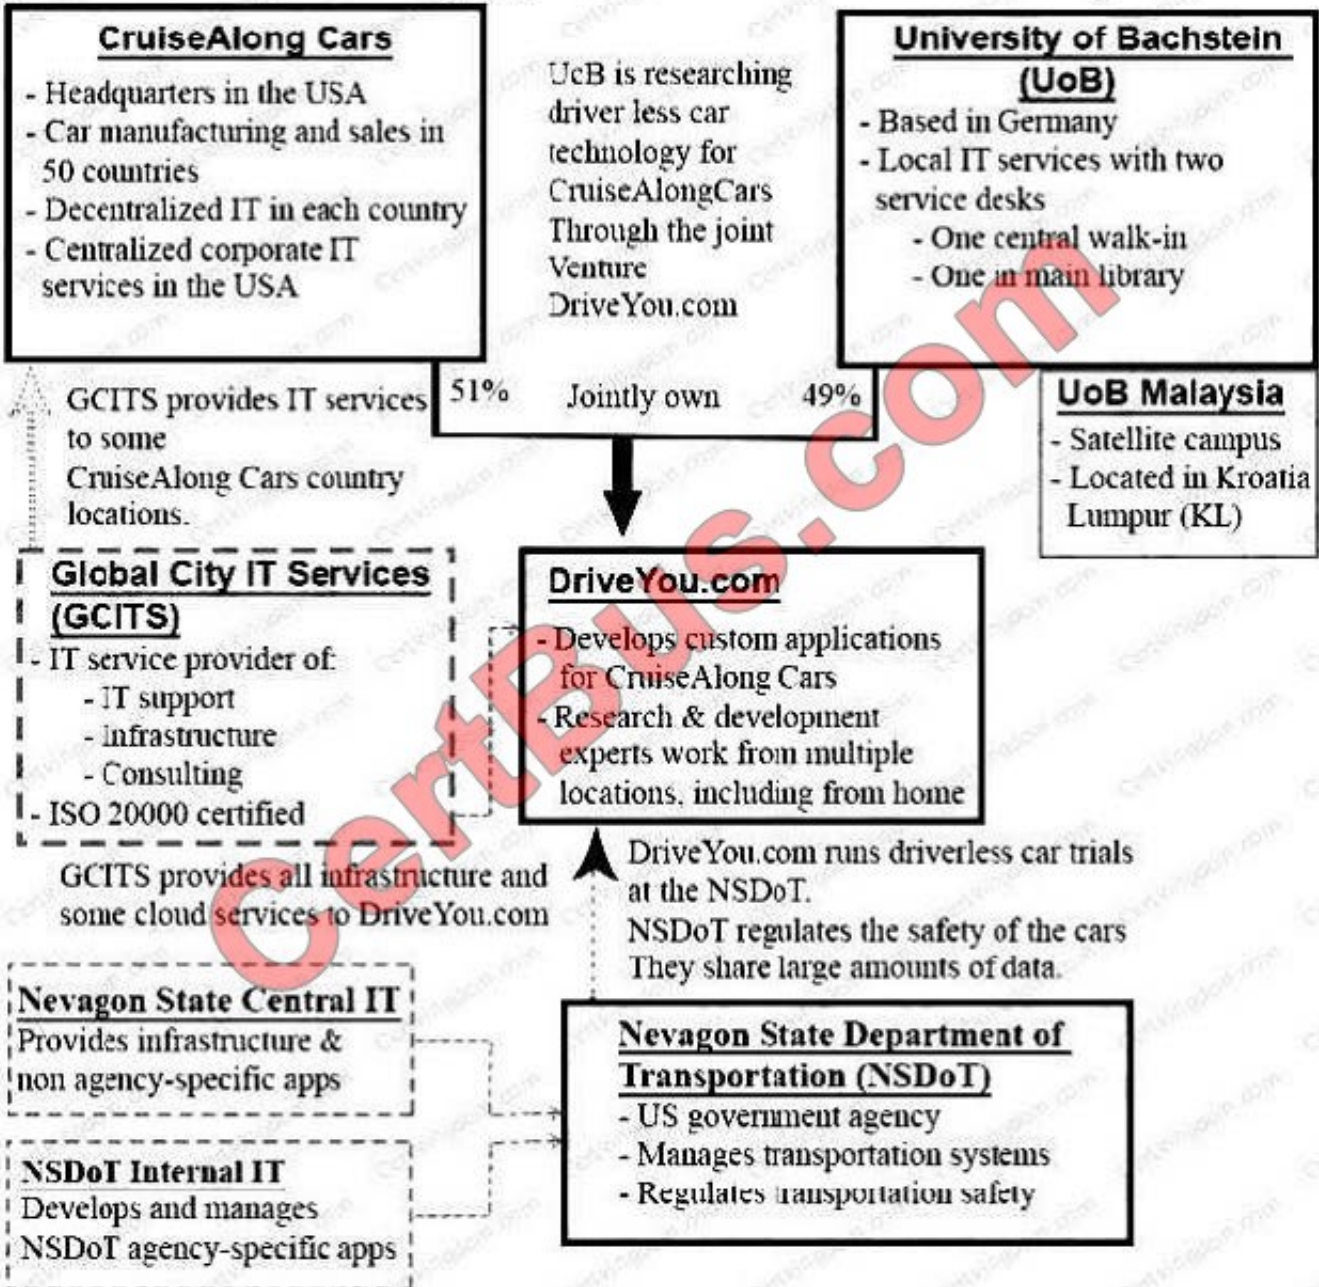 CruiseAlong Cars
- Headquarters in the USA
- Car manufacturing and sales in
50 countries
- Decentralized IT in each country
- Centralized corporate IT
services in the USA
UcB is researching
driver less car
technology for
CruiseAlongCars
Through the joint
Venture
DriveYou.com
University of Bachstein
(UoB)
- Based in Germany
- Local IT services with two
service desks
- One central walk-in
- One in main library
51% Jointly own 49%
UoB Malaysia
- Satellite campus
- Located in Kroatia
Lumpur (KL)
GCITS provides IT services
to some
CruiseAlong Cars country
locations.
Global City IT Services
(GCITS)
- IT service provider of:
- IT support
- Infrastructure
- Consulting
- ISO 20000 certified
DriveYou.com
- Develops custom applications
for CruiseAlong Cars
- Research & development
experts work from multiple
locations, including from home
GCITS provides all infrastructure and
some cloud services to DriveYou.com
DriveYou.com runs driverless car trials
at the NSDoT.
NSDoT regulates the safety of the cars
They share large amounts of data.
Nevagon State Central IT
Provides infrastructure &
non agency-specific apps
NSDoT Internal IT
Develops and manages
NSDoT agency-specific apps
Nevagon State Department of
Transportation (NSDoT)
- US government agency
- Manages transportation systems
- Regulates transportation safety
CertBus.com